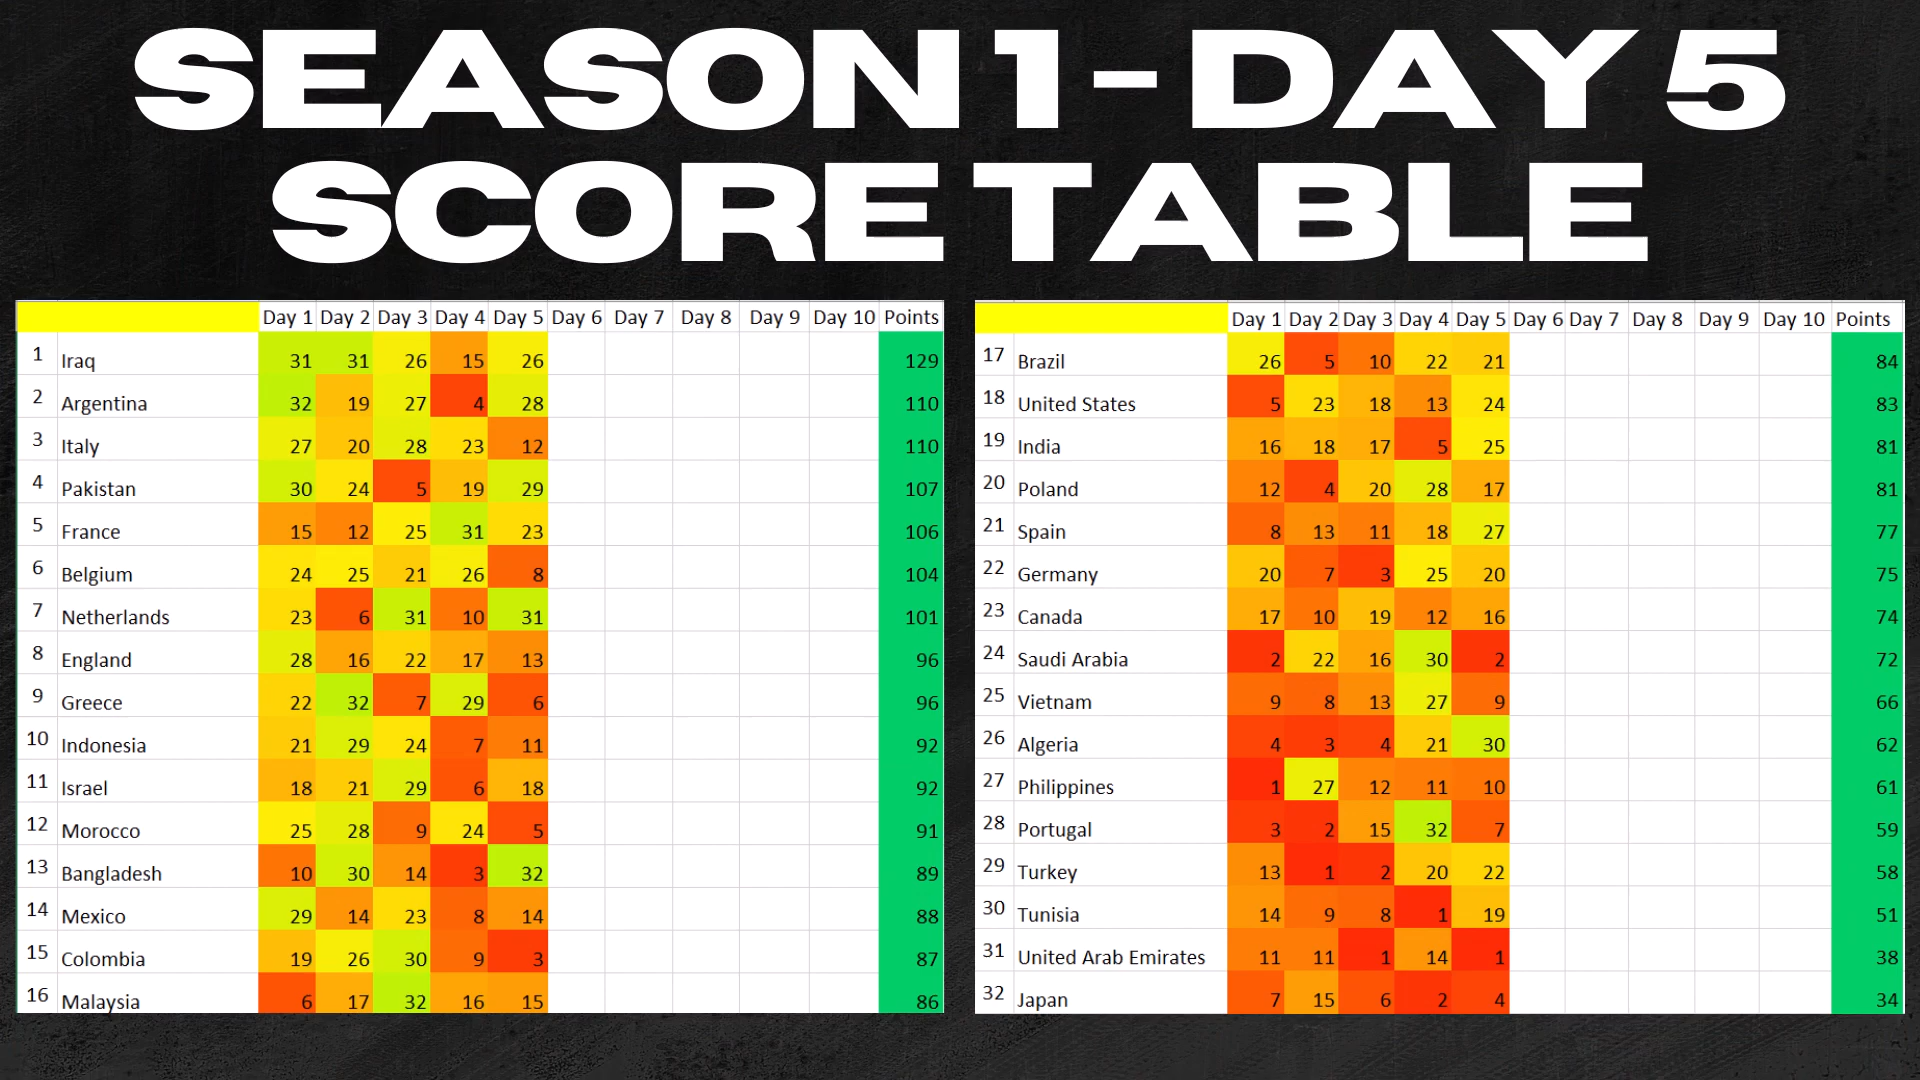 SEASON 1 - DAY 5
SCORE TABLE
Day 1 Day 2 Day 3 Day 4 Day 5 Day 6 Day 7 Day 8 Day 9 Day 10 Points
1 Iraq 31 31 26 15 26 129
2 Argentina 32 19 27 4 28 110
3 Italy 27 20 28 23 12 110
4 Pakistan 30 24 5 19 29 107
5 France 15 12 25 31 23 106
6 Belgium 24 25 21 26 8 104
7 Netherlands 23 6 31 10 31 101
8 England 28 16 22 17 13 96
9 Greece 22 32 7 29 6 96
10 Indonesia 21 29 24 7 11 92
11 Israel 18 21 29 6 18 92
12 Morocco 25 28 9 24 5 91
13 Bangladesh 10 30 14 3 32 89
14 Mexico 29 14 23 8 14 88
15 Colombia 19 26 30 9 3 87
16 Malaysia 6 17 32 16 15 86
Day 1 Day 2 Day 3 Day 4 Day 5 Day 6 Day 7 Day 8 Day 9 Day 10 Points
17 Brazil 26 5 10 22 21 84
18 United States 5 23 18 13 24 83
19 India 16 18 17 5 25 81
20 Poland 12 4 20 28 17 81
21 Spain 8 13 11 18 27 77
22 Germany 20 7 3 25 20 75
23 Canada 17 10 19 12 16 74
24 Saudi Arabia 2 22 16 30 2 72
25 Vietnam 9 8 13 27 9 66
26 Algeria 4 3 4 21 30 62
27 Philippines 1 27 12 11 10 61
28 Portugal 3 2 15 32 7 59
29 Turkey 13 1 2 20 22 58
30 Tunisia 14 9 8 1 19 51
31 United Arab Emirates 11 11 1 14 1 38
32 Japan 7 15 6 2 4 34